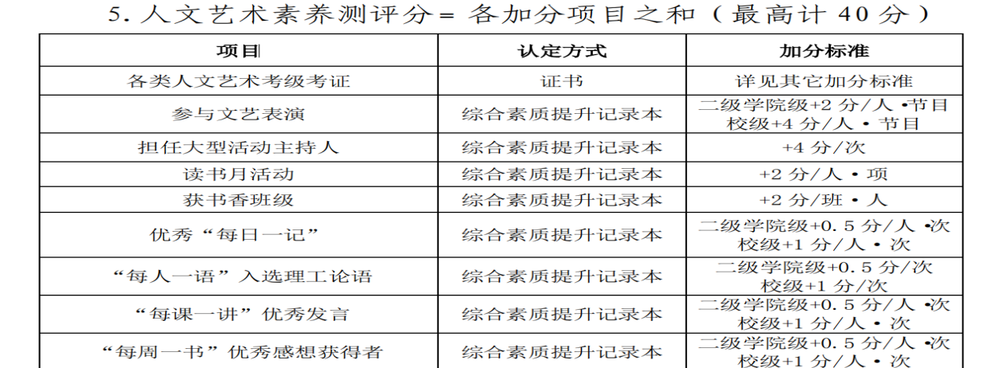 5. 人文艺术素养测评分= 各加分项目之和（最高计 40 分）
项目 认定方式 加分标准
各类人文艺术考级考证 证书 详见其它加分标准
参与文艺表演 综合素质提升记录本 二级学院级+2 分/人·节目
校级+4 分/人·节目
担任大型活动主持人 综合素质提升记录本 +4 分/次
读书月活动 综合素质提升记录本 +2 分/人·项
获书香班级 综合素质提升记录本 +2 分/班·人
优秀“每日一记” 综合素质提升记录本 二级学院级+0.5 分/人·次
校级+1 分/人·次
“每人一语”入选理工论语 综合素质提升记录本 二级学院级+0.5 分/次
校级+1 分/次
“每课一讲”优秀发言 综合素质提升记录本 二级学院级+0.5 分/人·次
校级+1 分/人·次
“每周一书”优秀感想获得者 综合素质提升记录本 二级学院级+0.5 分/人·次
校级+1 分/人·次